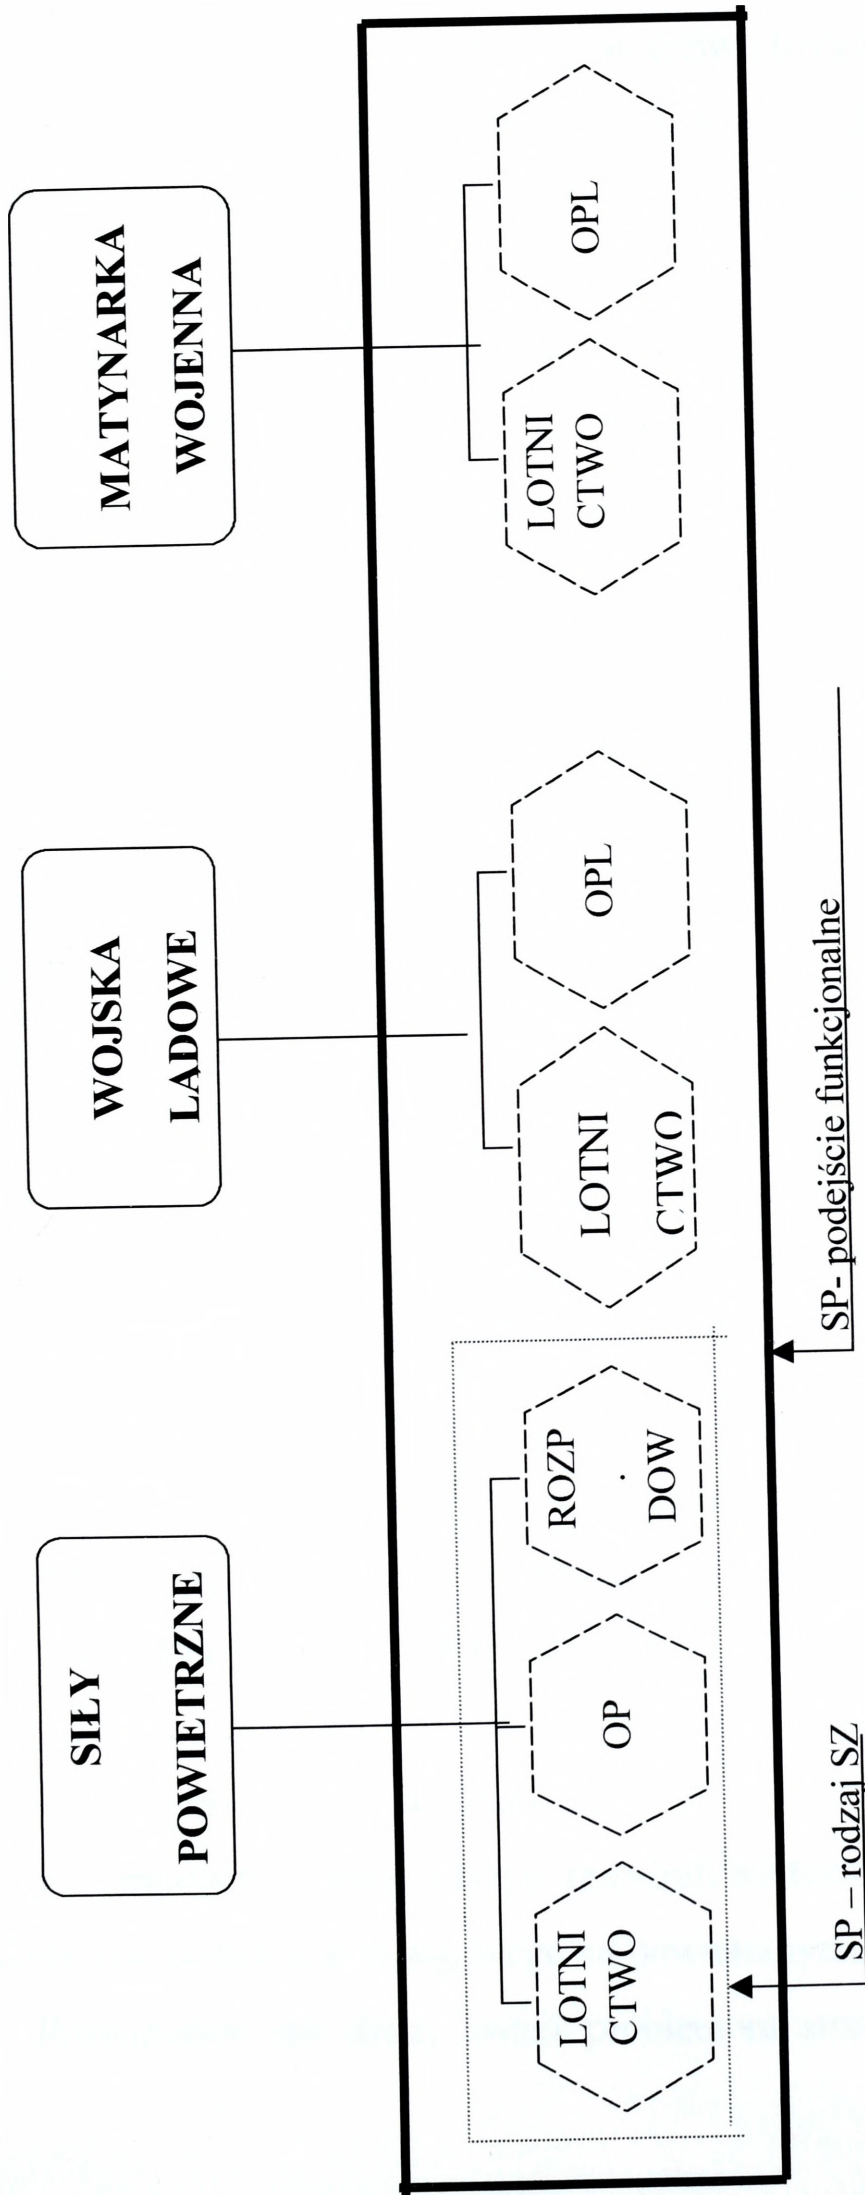 SIŁY
POWIETRZNE
WOJSKA
LADOWE
MATYNARKA
WOJENNA
LOTNI
CTWO
OP
ROZP
.
DOW
LOTNI
CTWO
OPL
LOTNI
CTWO
OPL
SP – rodzaj SZ
SP- podejście funkcjonalne